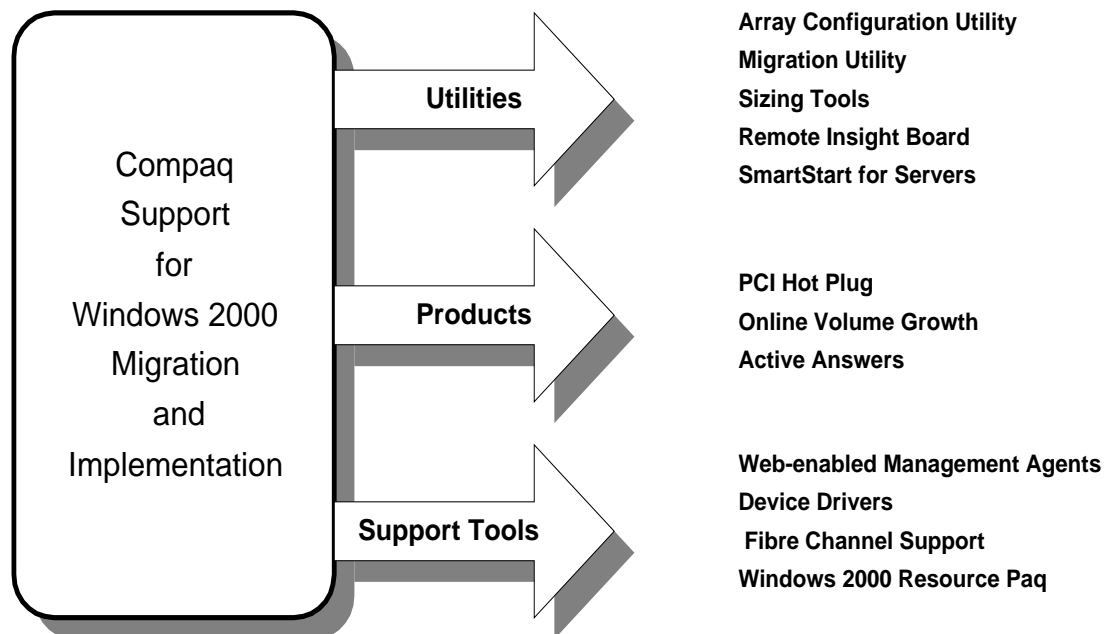 Compaq
Support
for
Windows 2000
Migration
and
Implementation
Utilities
Array Configuration Utility
Migration Utility
Sizing Tools
Remote Insight Board
SmartStart for Servers
Products
PCI Hot Plug
Online Volume Growth
Active Answers
Support Tools
Web-enabled Management Agents
Device Drivers
Fibre Channel Support
Windows 2000 Resource Paq